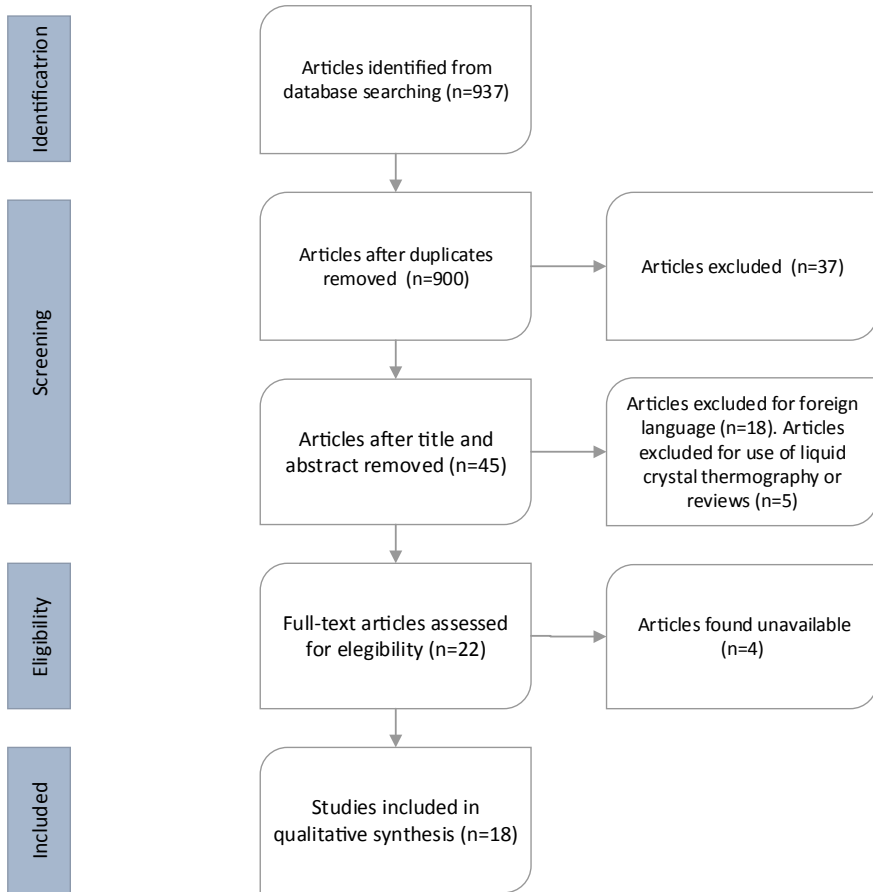 Identificatrion
Articles identified from
database searching (n=937)
Screening
Articles after duplicates
removed (n=900)
Articles excluded (n=37)
Articles after title and
abstract removed (n=45)
Articles excluded for foreign
language (n=18). Articles
excluded for use of liquid
crystal thermography or
reviews (n=5)
Eligibility
Full-text articles assessed
for elegibility (n=22)
Articles found unavailable
(n=4)
Included
Studies included in
qualitative synthesis (n=18)